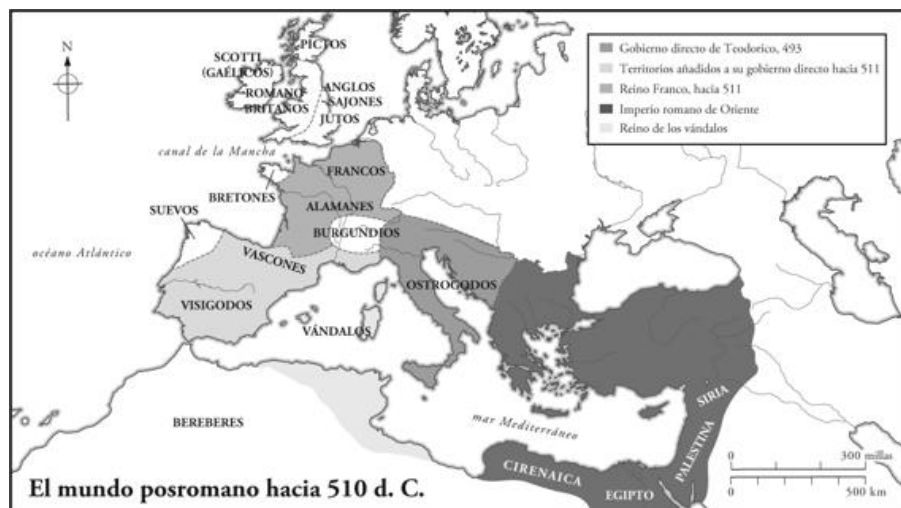 N
PICTOS
SCOTTI
(GAÉLICOS)
ROMANO
BRITANOS
ANGLOS
SAJONES
JUTOS
canal de la Mancha
FRANCOS
BRETONES
ALAMANES
SUEVOS
BURGUNDIOS
océano Atlántico
VASCONES
OSTROGODOS
VISIGODOS
VÁNDALOS
BEREBERES
mar Mediterráneo
SIRIA
PALESTINA
CIRENAICA
EGIPTO
Gobierno directo de Teodorico, 493
Territorios añadidos a su gobierno directo hacia 511
Reino Franco, hacia 511
Imperio romano de Oriente
Reino de los vándalos
0 300 millas
0 500 km
El mundo posromano hacia 510 d. C.